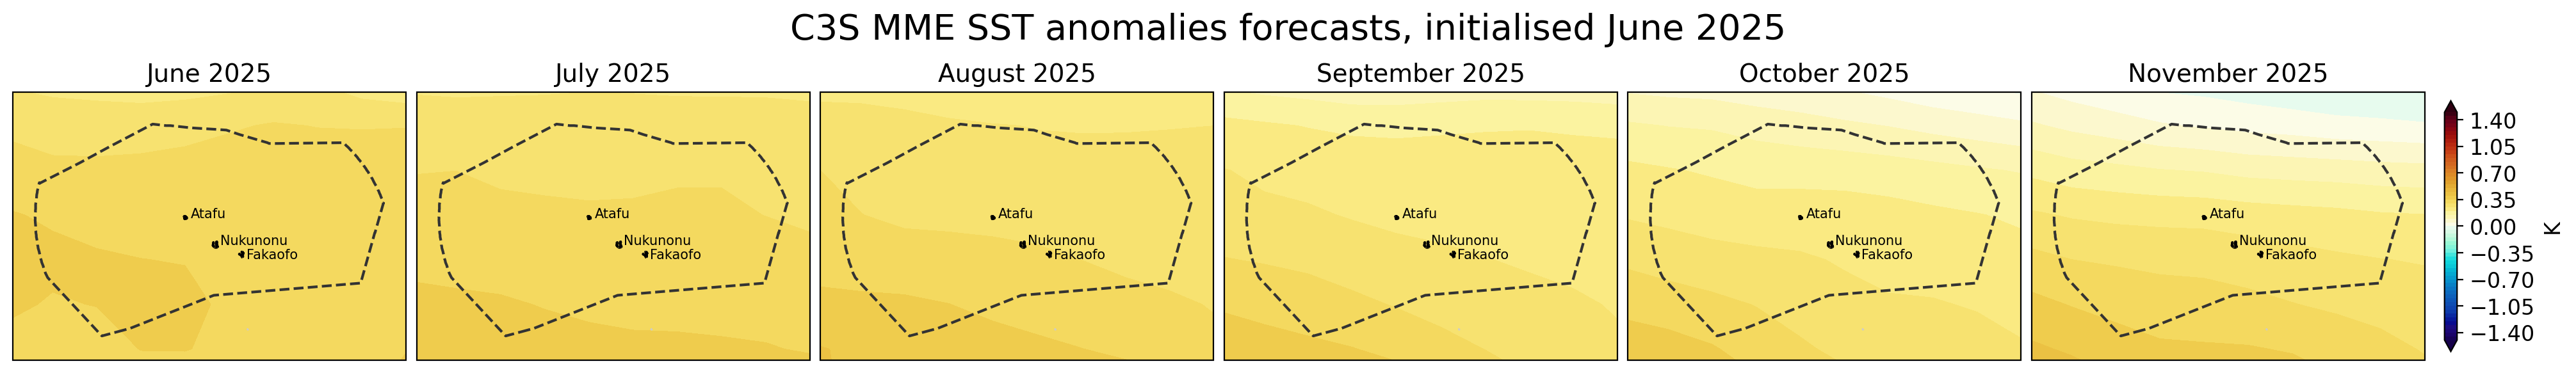 C3S MME SST anomalies forecasts, initialised June 2025
June 2025
July 2025
August 2025
September 2025
October 2025
November 2025
Atafu
Nukunonu
Fakaofo
Atafu
Nukunonu
Fakaofo
Atafu
Nukunonu
Fakaofo
Atafu
Nukunonu
Fakaofo
Atafu
Nukunonu
Fakaofo
Atafu
Nukunonu
Fakaofo
1.40
1.05
0.70
0.35
0.00
−0.35
−0.70
−1.05
−1.40
K